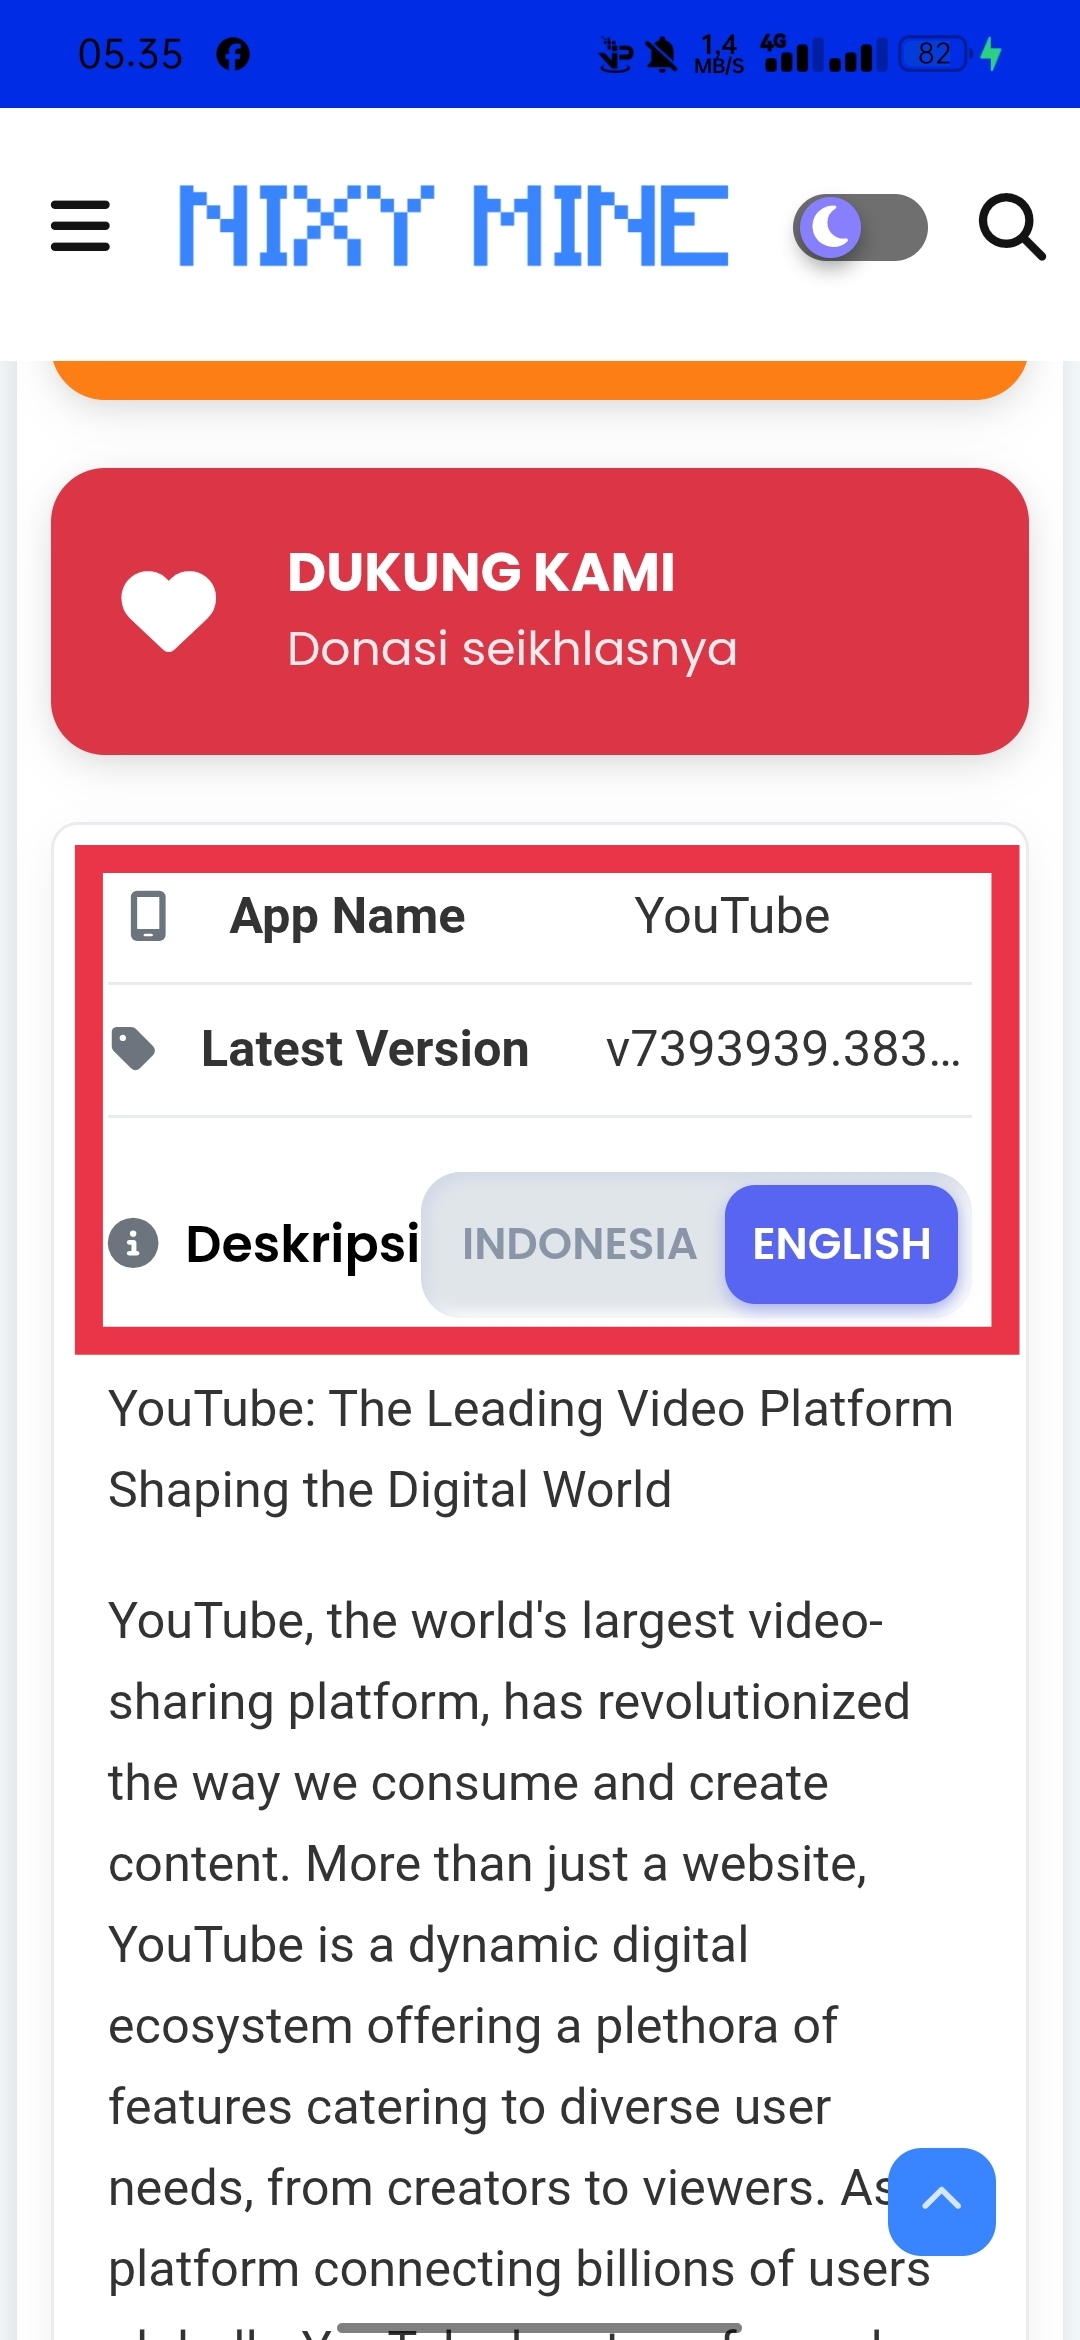 05.35
1,4
MB/S
4G
82
NIXY MINE
DUKUNG KAMI
Donasi seikhlasnya
App Name YouTube
Latest Version v7393939.383...
Deskripsi INDONESIA ENGLISH
YouTube: The Leading Video Platform
Shaping the Digital World
YouTube, the world's largest video-
sharing platform, has revolutionized
the way we consume and create
content. More than just a website,
YouTube is a dynamic digital
ecosystem offering a plethora of
features catering to diverse user
needs, from creators to viewers. As
platform connecting billions of users